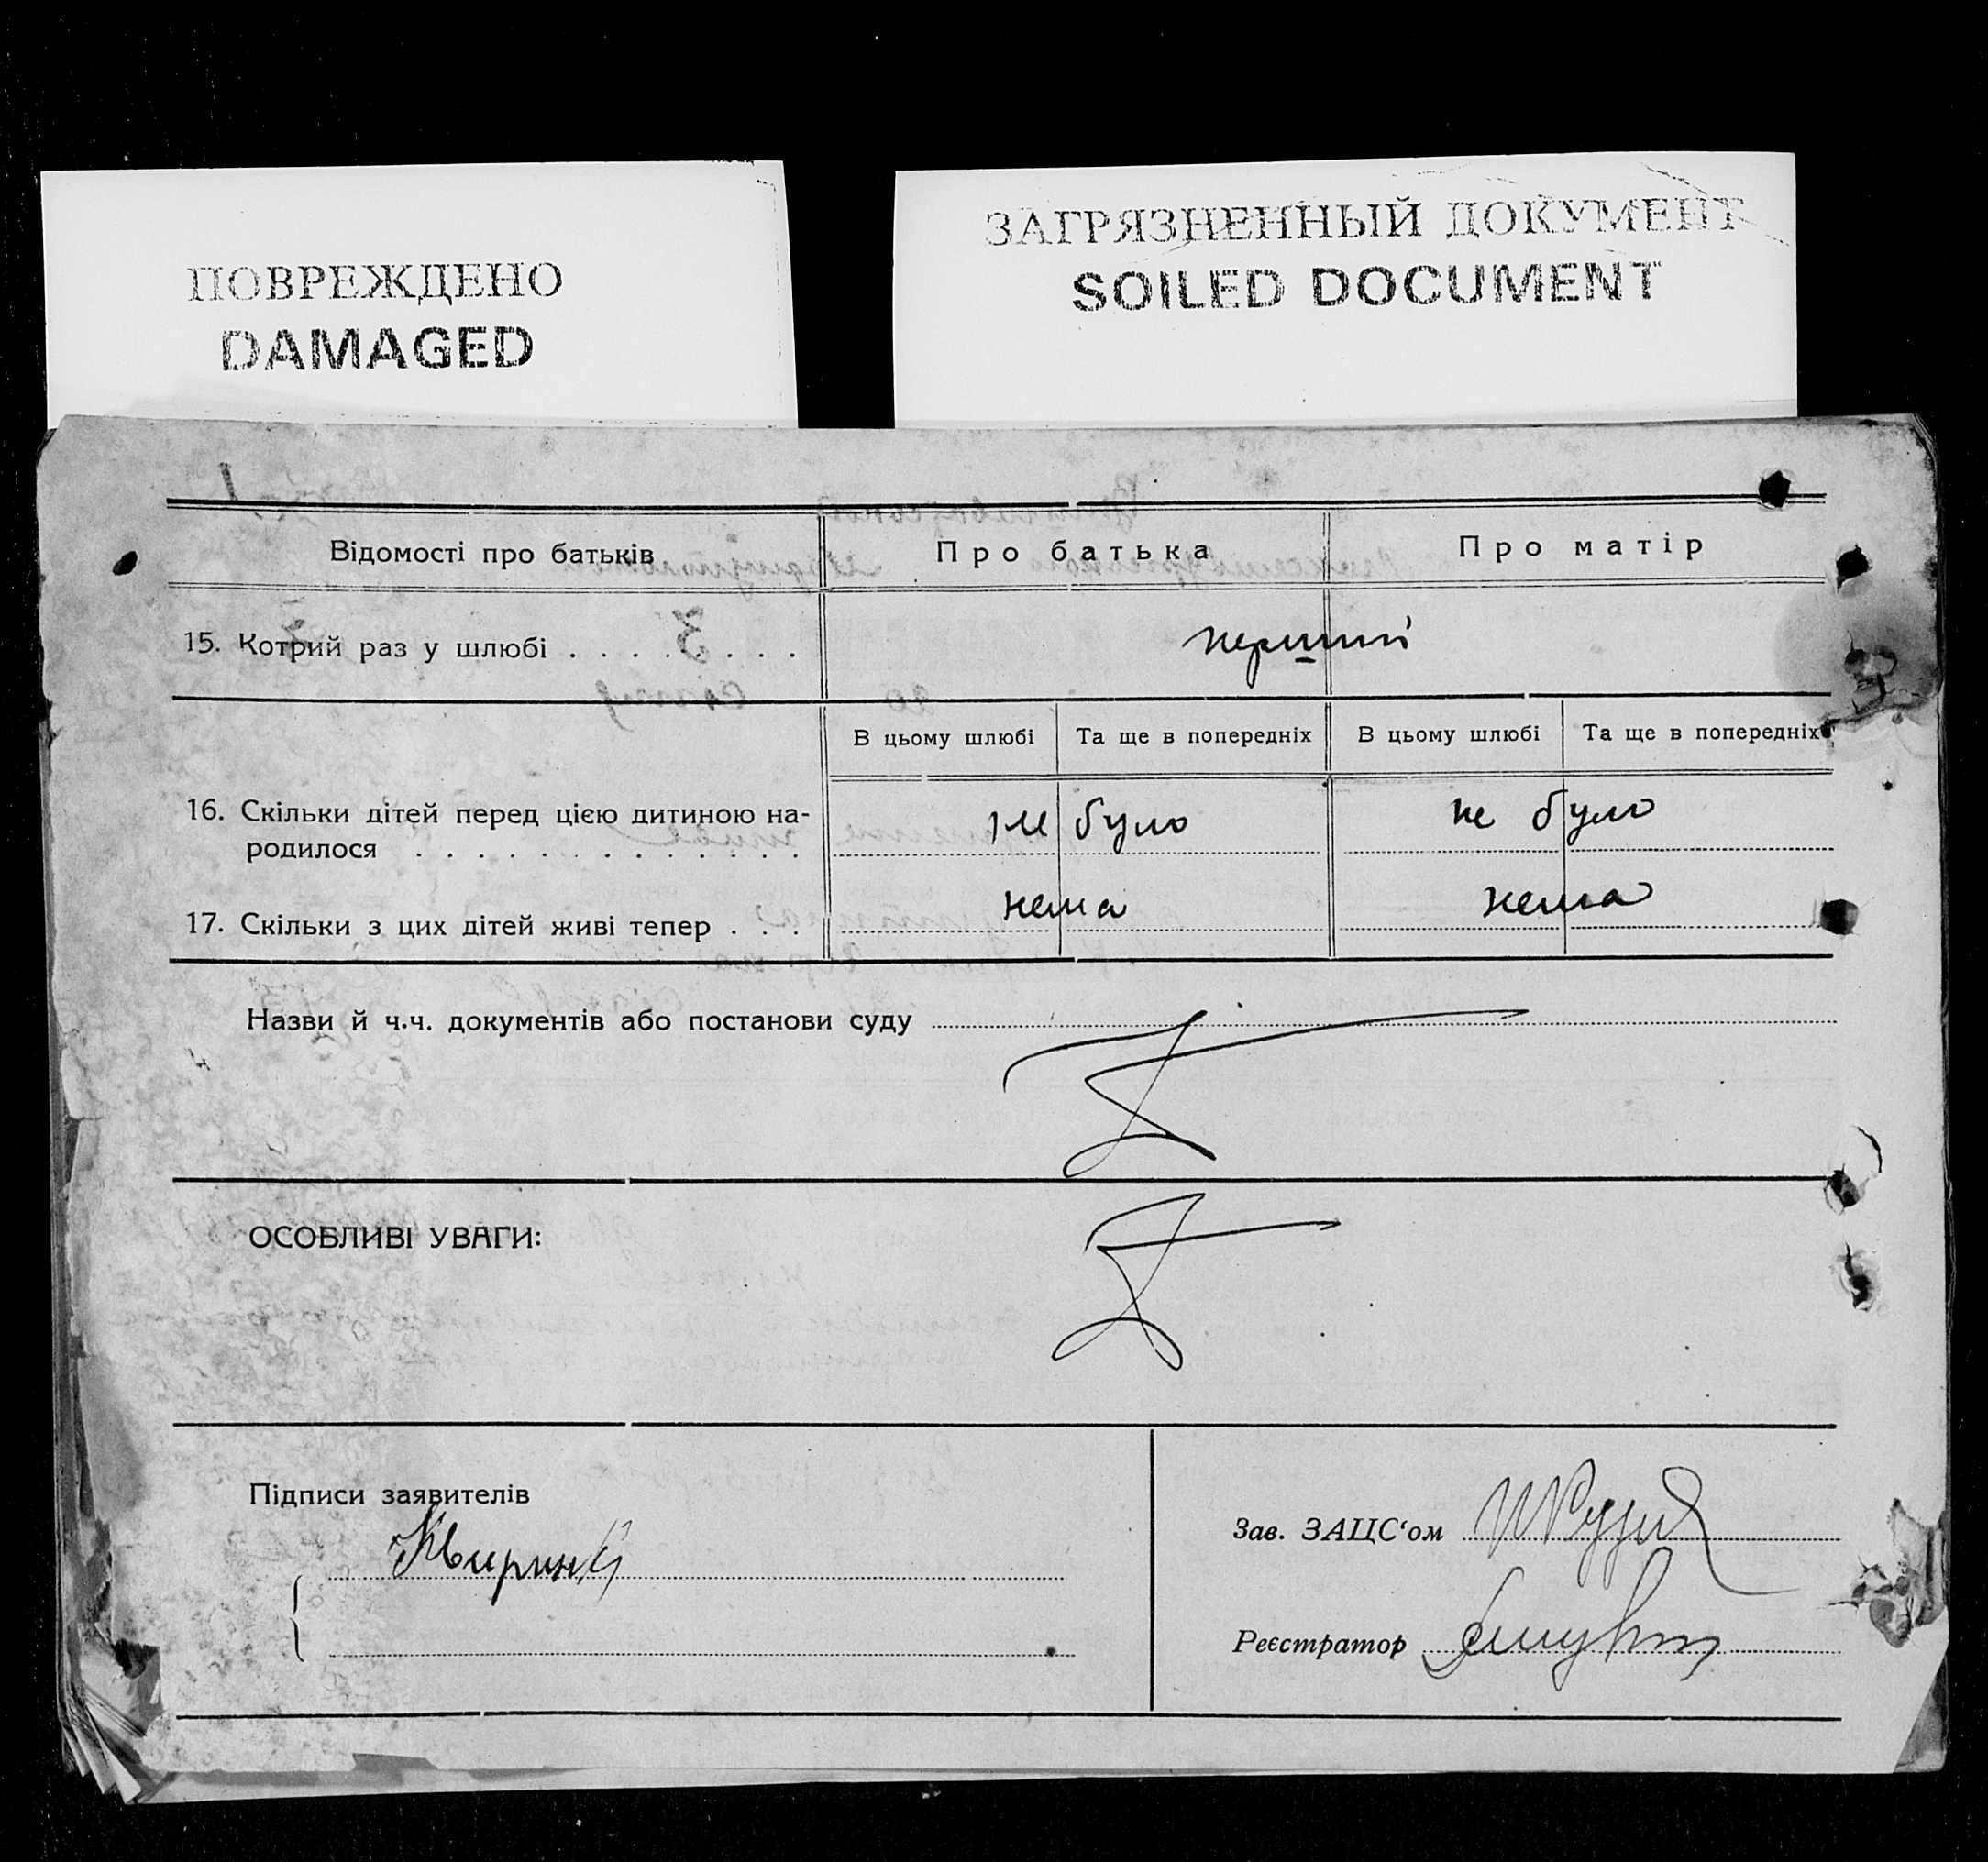 ПОВРЕЖДЕНО
DAMAGED
ЗАГРЯЗНЕННЫЙ ДОКУМЕНТ
SOILED DOCUMENT
Відомості про батьків Про батька Про матір
15. Котрий раз у шлюбі . . . . . . . . перший
В цьому шлюбі Та ще в попередніх В цьому шлюбі Та ще в попередніх
16. Скільки дітей перед цією дитиною на-
родилося . . . . . . . . . . . . . не було не було
17. Скільки з цих дітей живі тепер . . . нема нема
Назви й ч.ч. документів або постанови суду
ОСОБЛИВІ УВАГИ:
Підписи заявителів
Зав. ЗАЦС‘ом
Реєстратор